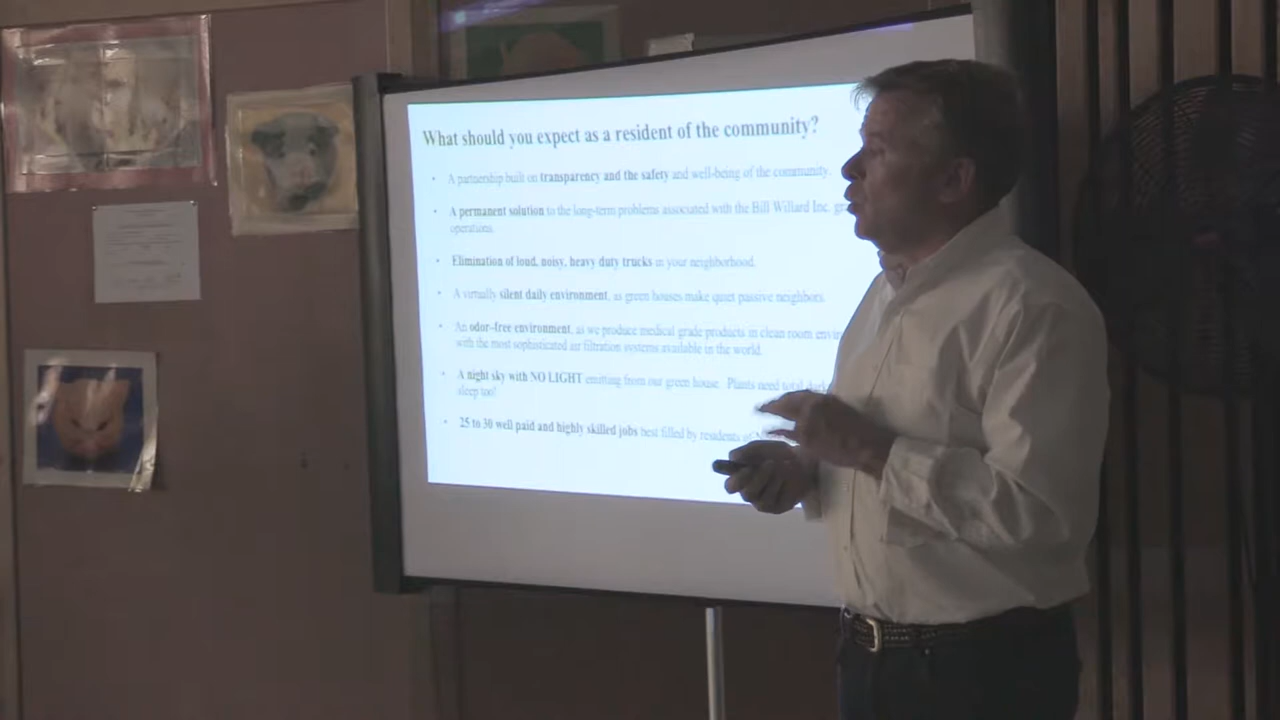 What should you expect as a resident of the community?
• A partnership built on transparency and the safety and well-being of the community.
• A permanent solution to the long-term problems associated with the Bill Willard Inc.
operations.
• Elimination of loud, noisy, heavy duty trucks in your neighborhood.
• A virtually silent daily environment, as green houses make quiet passive neighbors.
• An odor-free environment, as we produce medical grade products in clean room
with the most sophisticated air filtration systems available in the world.
• A night sky with NO LIGHT emitting from our green house. Plants need total
sleep too!
• 25 to 30 well paid and highly skilled jobs best filled by residents of